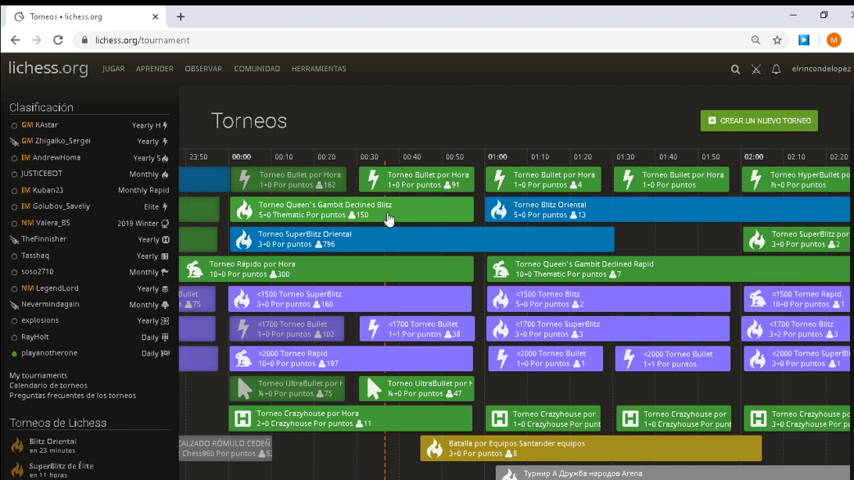 Torneos • lichess.org
lichess.org/tournament
M
lichess.org JUGAR APRENDER OBSERVAR COMUNIDAD HERRAMIENTAS elrincondelopez
Clasificación
GM KAstar Yearly H
GM Zhigalko_Sergei Yearly
IM AndrewHoma Yearly S
JUSTICEBOT Monthly
IM Kuban23 Monthly Rapid
IM Golubov_Saveliy Elite
NM Valera_BS 2019 Winter
TheFinnisher Yearly
Tasshaq Yearly
soso2710 Monthly
NM LegendLord Yearly
Nevermindagain Monthly
explosions Yearly
RayHolt Daily
playanotherone Daily
My tournaments
Calendario de torneos
Preguntas frecuentes de los torneos
Torneos de Lichess
Blitz Oriental
en 23 minutos
SuperBlitz de Élite
en 11 horas
Torneos
CREAR UN NUEVO TORNEO
23:50 00:00 00:10 00:20 00:30 00:50 01:00 01:10 01:20 01:30 01:40 01:50 02:00 02:10 02:20
Torneo Bullet por Hora
1+0 Por puntos 162
Torneo Bullet por Hora
1+0 Por puntos 91
Torneo Bullet por Hora
1+0 Por puntos 4
Torneo Bullet por Hora
1+0 Por puntos
Torneo HyperBullet po
½+0 Por puntos
Torneo Queen's Gambit Declined Blitz
5+0 Thematic Por puntos 150
Torneo Blitz Oriental
5+0 Por puntos 13
Torneo SuperBlitz Oriental
3+0 Por puntos 796
Torneo SuperBlitz por
3+0 Por puntos 2
Torneo Rápido por Hora
10+0 Por puntos 300
Torneo Queen's Gambit Declined Rapid
10+0 Thematic Por puntos 7
Bullet
75
<1500 Torneo SuperBlitz
3+0 Por puntos 160
<1500 Torneo Blitz
5+0 Por puntos 2
<1500 Torneo Rapid
10+0 Por puntos 1
<1700 Torneo Bullet
1+0 Por puntos 102
<1700 Torneo Bullet
1+1 Por puntos 38
<1700 Torneo SuperBlitz
3+0 Por puntos 3
<1700 Torneo Blitz
3+2 Por puntos 3
<2000 Torneo Rapid
10+0 Por puntos 197
<2000 Torneo Bullet
1+0 Por puntos 1
<2000 Torneo Bullet
1+1 Por puntos
<2000 Torneo SuperBli
3+0 Por puntos 1
Torneo UltraBullet por H
¼+0 Por puntos 75
Torneo UltraBullet por H
¼+0 Por puntos 47
Torneo Crazyhouse por Hora
2+0 Por puntos 11
Torneo Crazyhouse por
1+0 Crazyhouse Por punt
Torneo Crazyhouse por
1+0 Crazyhouse Por punt
Torneo Crazyhouse por
3+0 Crazyhouse Por punt
CALZADO RÓMULO CEDEÑ
Chess960 Por puntos
Batalla por Equipos Santander equipos
3+0 Por puntos 8
Турнир А Дружба народов Arena